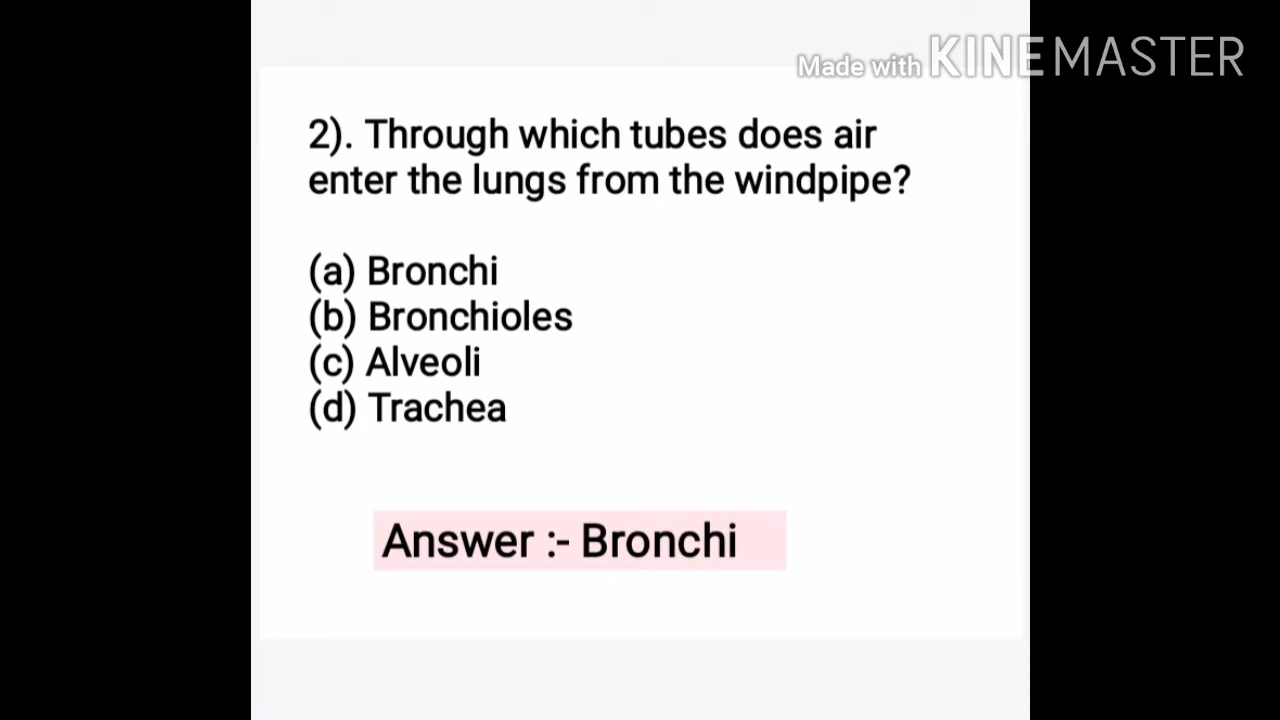 Made with KINEMASTER
2). Through which tubes does air
enter the lungs from the windpipe?
(a) Bronchi
(b) Bronchioles
(c) Alveoli
(d) Trachea
Answer :- Bronchi